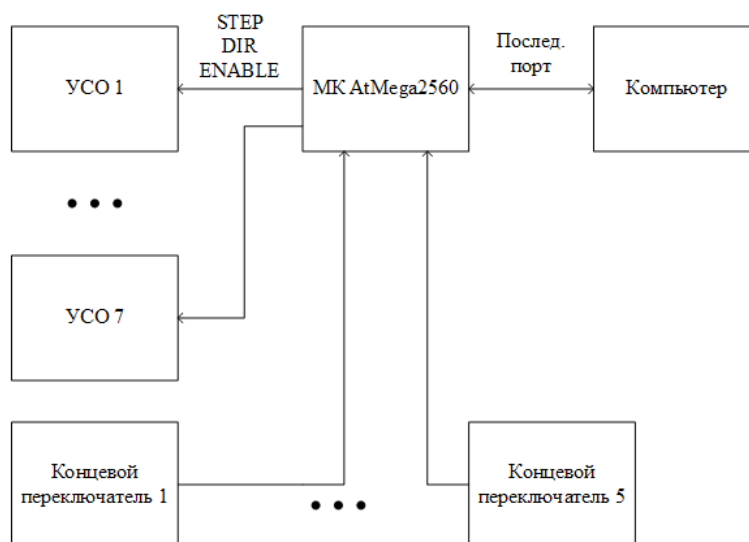 STEP
DIR
ENABLE
Послед.
порт
УСО 1
МК AtMega2560
Компьютер
УСО 7
Концевой
переключатель 1
Концевой
переключатель 5